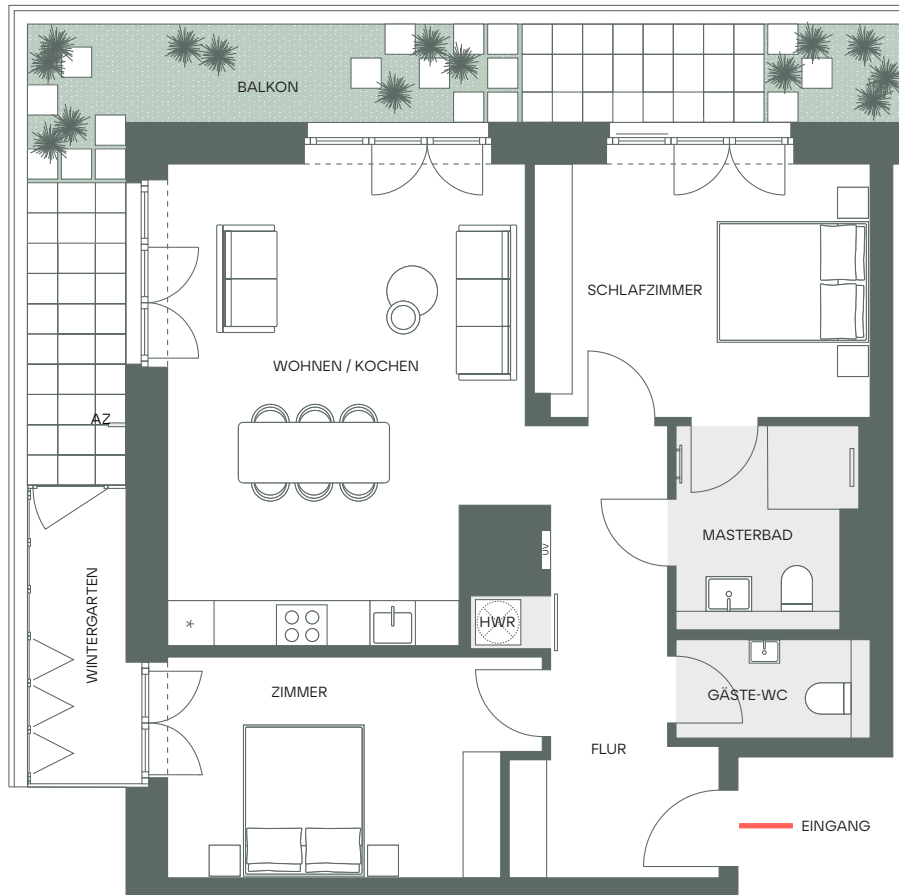 BALKON
SCHLAFZIMMER
WOHNEN / KOCHEN
AZ
MASTERBAD
UV
WINTERGARTEN
HWR
ZIMMER
GÄSTE-WC
FLUR
EINGANG